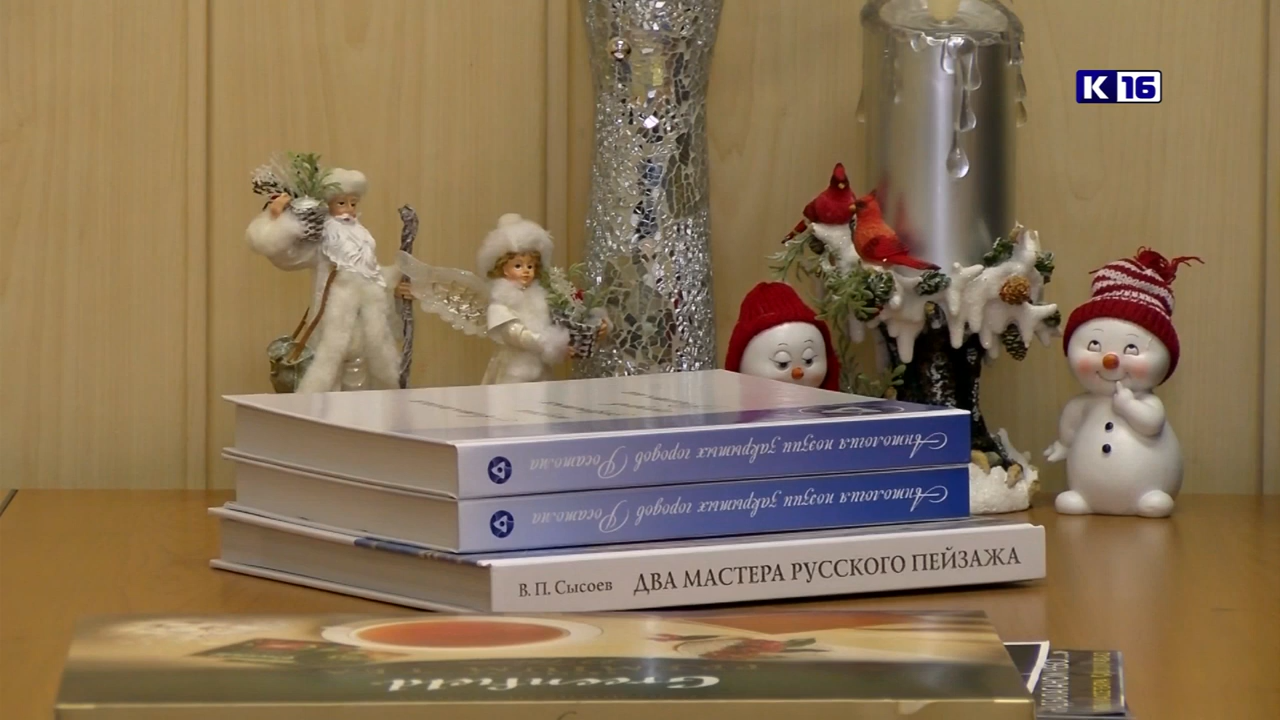 К 16
Антология поэзии закрытых городов Росатома
Антология поэзии закрытых городов Росатома
В. П. Сысоев ДВА МАСТЕРА РУССКОГО ПЕЙЗАЖА
Greenfield